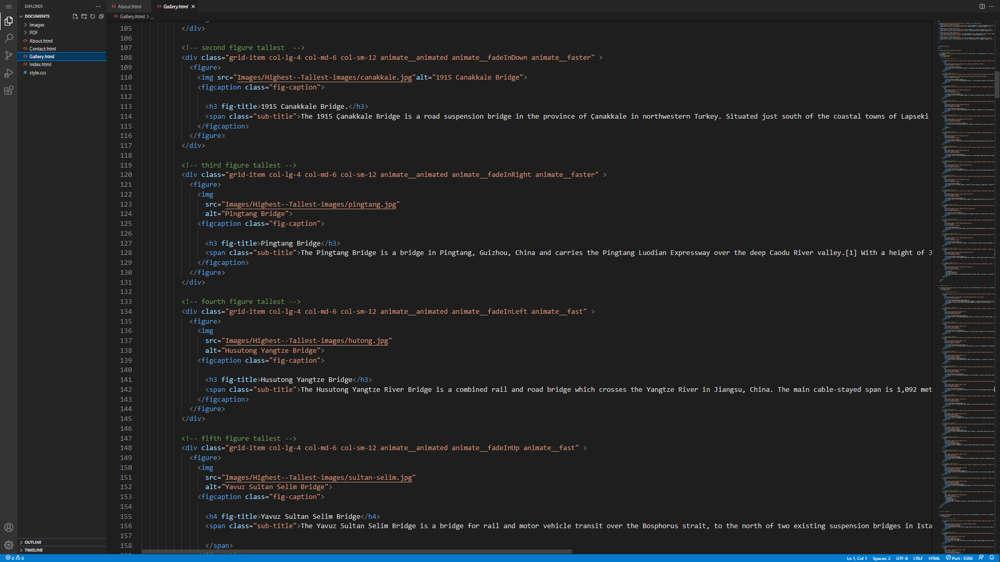 EXPLORER
DOCUMENTS
Images
PDF
About.html
Contact.html
Gallery.html
Index.html
# style.css
OUTLINE
TIMELINE
About.html
Gallery.html
Gallery.html > ...
105 </div>
106
107 <!-- second figure tallest  -->
108 <div class="grid-item col-lg-4 col-md-6 col-sm-12 animate__animated animate__fadeInDown animate__faster" >
109 <figure>
110 <img src="Images/Highest--Tallest-images/canakkale.jpg"alt="1915 Canakkale Bridge">
111 <figcaption class="fig-caption">
112
113 <h3 fig-title>1915 Canakkale Bridge.</h3>
114 <span class="sub-title">The 1915 Çanakkale Bridge is a road suspension bridge in the province of Çanakkale in northwestern Turkey. Situated just south of the coastal towns of Lapseki
115 </figcaption>
116 </figure>
117 </div>
118
119 <!-- third figure tallest -->
120 <div class="grid-item col-lg-4 col-md-6 col-sm-12 animate__animated animate__fadeInRight animate__faster" >
121 <figure>
122 <img
123 src="Images/Highest--Tallest-images/pingtang.jpg"
124 alt="Pingtang Bridge">
125 <figcaption class="fig-caption">
126
127 <h3 fig-title>Pingtang Bridge</h3>
128 <span class="sub-title">The Pingtang Bridge is a bridge in Pingtang, Guizhou, China and carries the Pingtang Luodian Expressway over the deep Caodu River valley.[1] With a height of 3
129 </figcaption>
130 </figure>
131 </div>
132
133 <!-- fourth figure tallest -->
134 <div class="grid-item col-lg-4 col-md-6 col-sm-12 animate__animated animate__fadeInLeft animate__fast" >
135 <figure>
136 <img
137 src="Images/Highest--Tallest-images/hutong.jpg"
138 alt="Husutong Yangtze Bridge">
139 <figcaption class="fig-caption">
140
141 <h3 fig-title>Husutong Yangtze Bridge</h3>
142 <span class="sub-title">The Husutong Yangtze River Bridge is a combined rail and road bridge which crosses the Yangtze River in Jiangsu, China. The main cable-stayed span is 1,092 met
143 </figcaption>
144 </figure>
145 </div>
146
147 <!-- fifth figure tallest -->
148 <div class="grid-item col-lg-4 col-md-6 col-sm-12 animate__animated animate__fadeInUp animate__fast" >
149 <figure>
150 <img
151 src="Images/Highest--Tallest-images/sultan-selim.jpg"
152 alt="Yavuz Sultan Selim Bridge">
153 <figcaption class="fig-caption">
154
155 <h4 fig-title>Yavuz Sultan Selim Bridge</h4>
156 <span class="sub-title">The Yavuz Sultan Selim Bridge is a bridge for rail and motor vehicle transit over the Bosphorus strait, to the north of two existing suspension bridges in Ista
157
158 </span>
0 0
Ln 1, Col 1 Spaces: 2 UTF-8 CRLF HTML Port : 5500